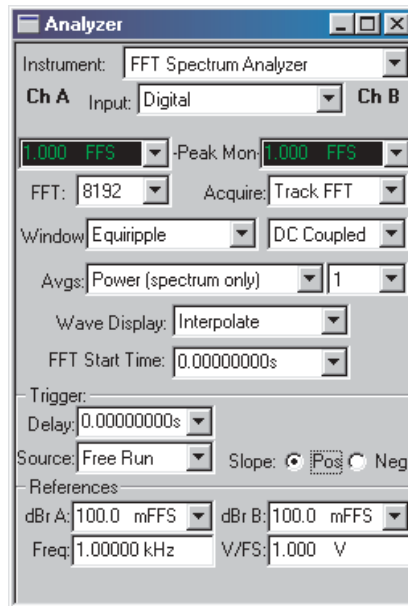 Analyzer
Instrument: FFT Spectrum Analyzer
Ch A Input: Digital Ch B
1.000 FFS -Peak Mon- 1.000 FFS
FFT: 8192 Acquire: Track FFT
Window Equiripple DC Coupled
Avgs: Power (spectrum only) 1
Wave Display: Interpolate
FFT Start Time: 0.00000000s
Trigger:
Delay: 0.00000000s
Source: Free Run Slope: Pos Neg
References
dBr A: 100.0 mFFS dBr B: 100.0 mFFS
Freq: 1.00000 kHz V/FS: 1.000 V